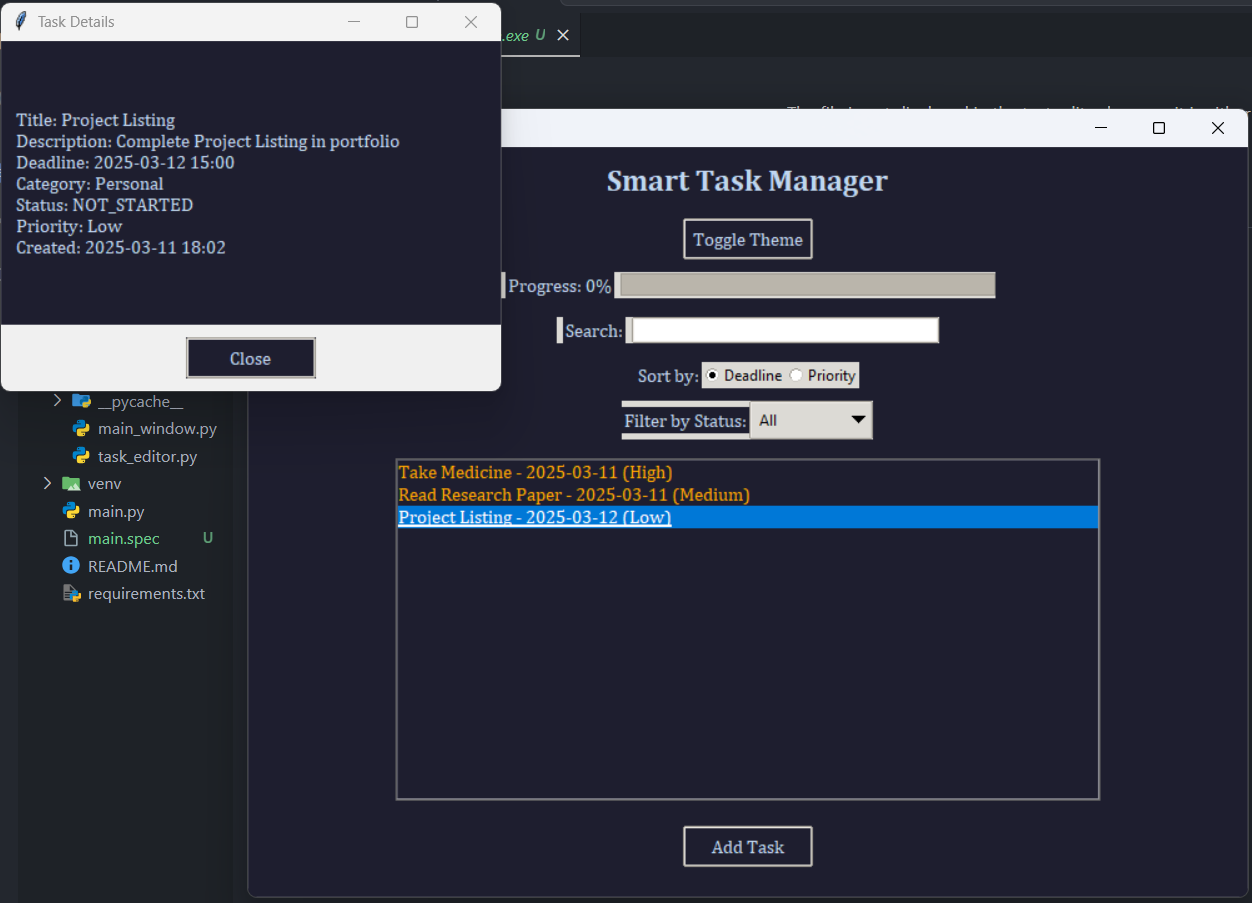 Task Details
Title: Project Listing
Description: Complete Project Listing in portfolio
Deadline: 2025-03-12 15:00
Category: Personal
Status: NOT_STARTED
Priority: Low
Created: 2025-03-11 18:02
Close
.exe U
Smart Task Manager
Toggle Theme
Progress: 0%
Search:
Sort by: Deadline Priority
Filter by Status: All
Take Medicine - 2025-03-11 (High)
Read Research Paper - 2025-03-11 (Medium)
Project Listing - 2025-03-12 (Low)
Add Task
__pycache__
main_window.py
task_editor.py
venv
main.py
main.spec U
README.md
requirements.txt